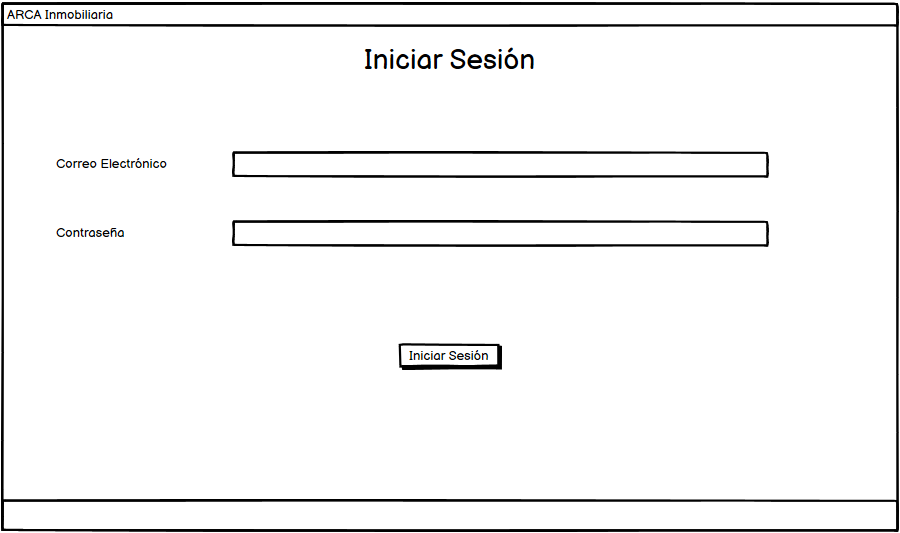 ARCA Inmobiliaria
Iniciar Sesión
Correo Electrónico
Contraseña
Iniciar Sesión